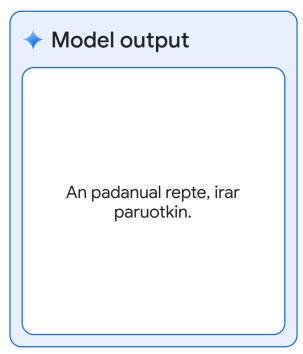 Model output
An padanual repte, irar
paruotkin.